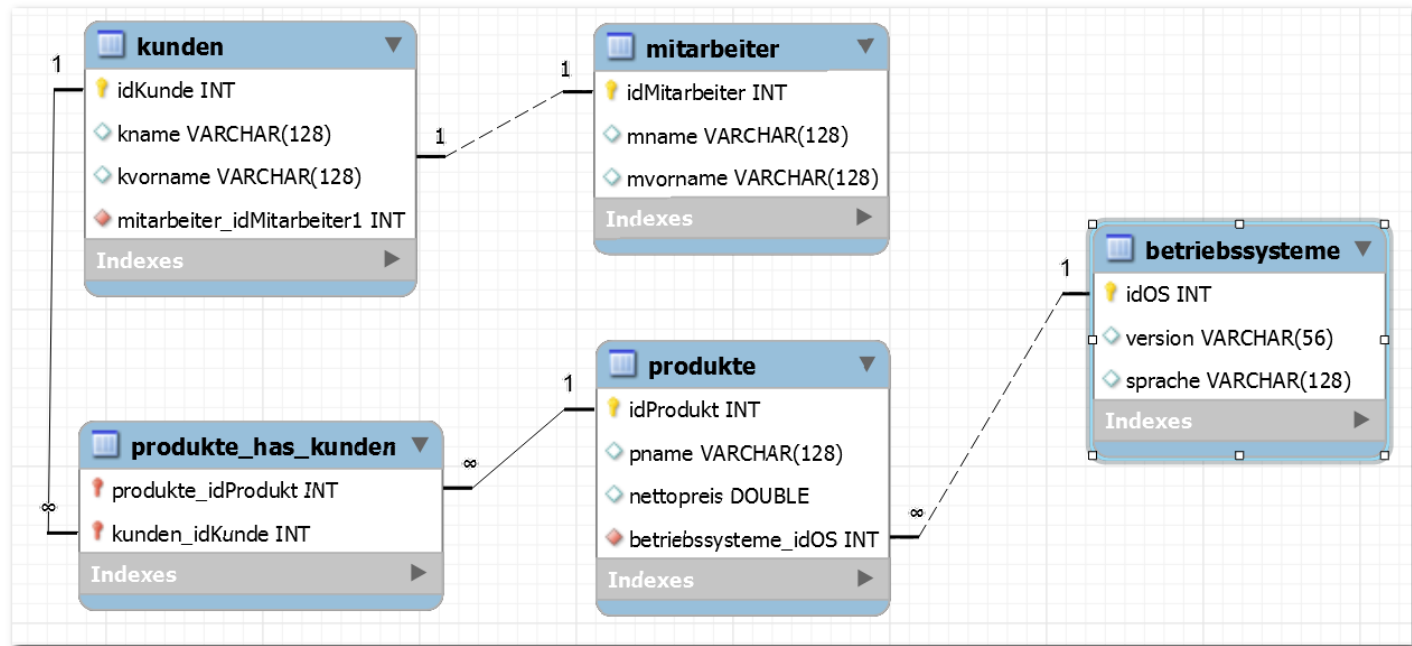 kunden
1
idKunde INT
kname VARCHAR(128)
kvorname VARCHAR(128)
mitarbeiter_idMitarbeiter1 INT
Indexes
1
1
mitarbeiter
idMitarbeiter INT
mname VARCHAR(128)
mvorname VARCHAR(128)
Indexes
betriebssysteme
1
idOS INT
version VARCHAR(56)
sprache VARCHAR(128)
Indexes
produkte
1
idProdukt INT
pname VARCHAR(128)
nettopreis DOUBLE
betriebssysteme_idOS INT
Indexes
∞
produkte_has_kunden
∞
produkte_idProdukt INT
kunden_idKunde INT
∞
Indexes